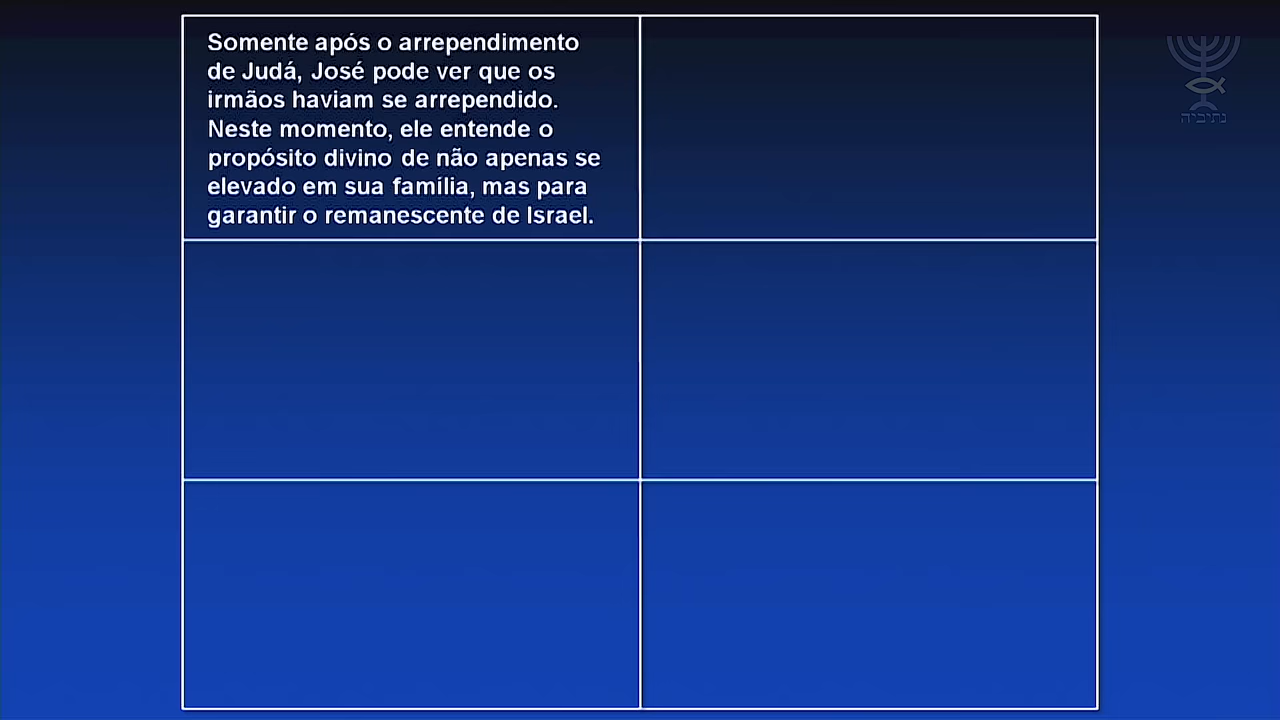 Somente após o arrependimento
de Judá, José pode ver que os
irmãos haviam se arrependido.
Neste momento, ele entende o
propósito divino de não apenas se
elevado em sua família, mas para
garantir o remanescente de Israel.
נתיביה